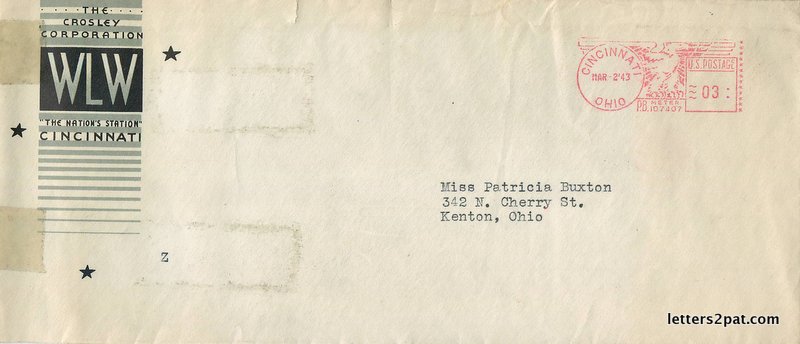 THE
CROSLEY
CORPORATION
WLW
"THE NATION'S STATION"
CINCINNATI
CINCINNATI
MAR-2'43
OHIO
U.S. POSTAGE
03
P.B. METER
107407
Miss Patricia Buxton
342 N. Cherry St.
Kenton, Ohio
Z
letters2pat.com